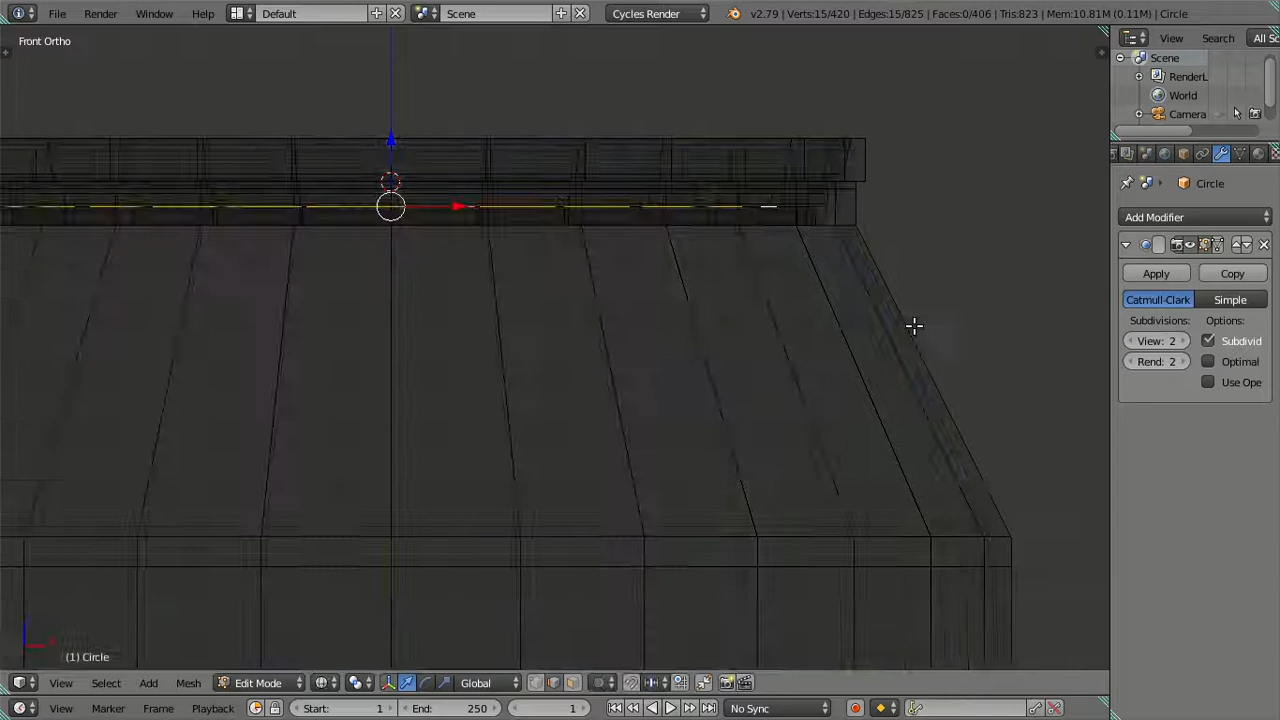 File Render Window Help Default Scene Cycles Render v2.79 | Verts:15/420 | Edges:15/825 | Faces:0/406 | Tris:823 | Mem:10.81M (0.11M) | Circle
Front Ortho
View Search All Sc
Scene
RenderL
World
Camera
Circle
Add Modifier
Apply Copy
Catmull-Clark Simple
Subdivisions: Options:
View: 2 Subdivid
Rend: 2 Optimal
Use Ope
(1) Circle
View Select Add Mesh Edit Mode Global
View Marker Frame Playback Start: 1 End: 250 1 No Sync